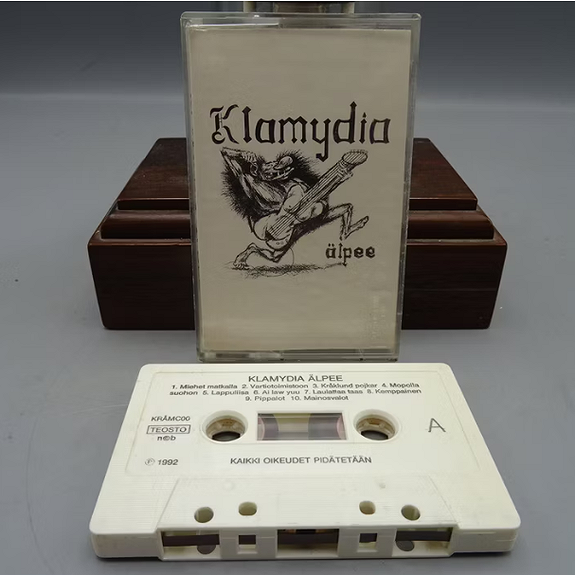 Klamydia
älpee
KLAMYDIA ÄLPEE
1. Miehet matkalla 2. Vartiotoimistoon 3. Kråklund pojkar 4. Mopolla
suohon 5. Lappuliisa 6. Ai law yuu 7. Laulattaa taas 8. Kamppainen
9. Pippalot 10. Mainosvalot
KRÄMC00
TEOSTO
n©b
A
℗ 1992
KAIKKI OIKEUDET PIDÄTETÄÄN